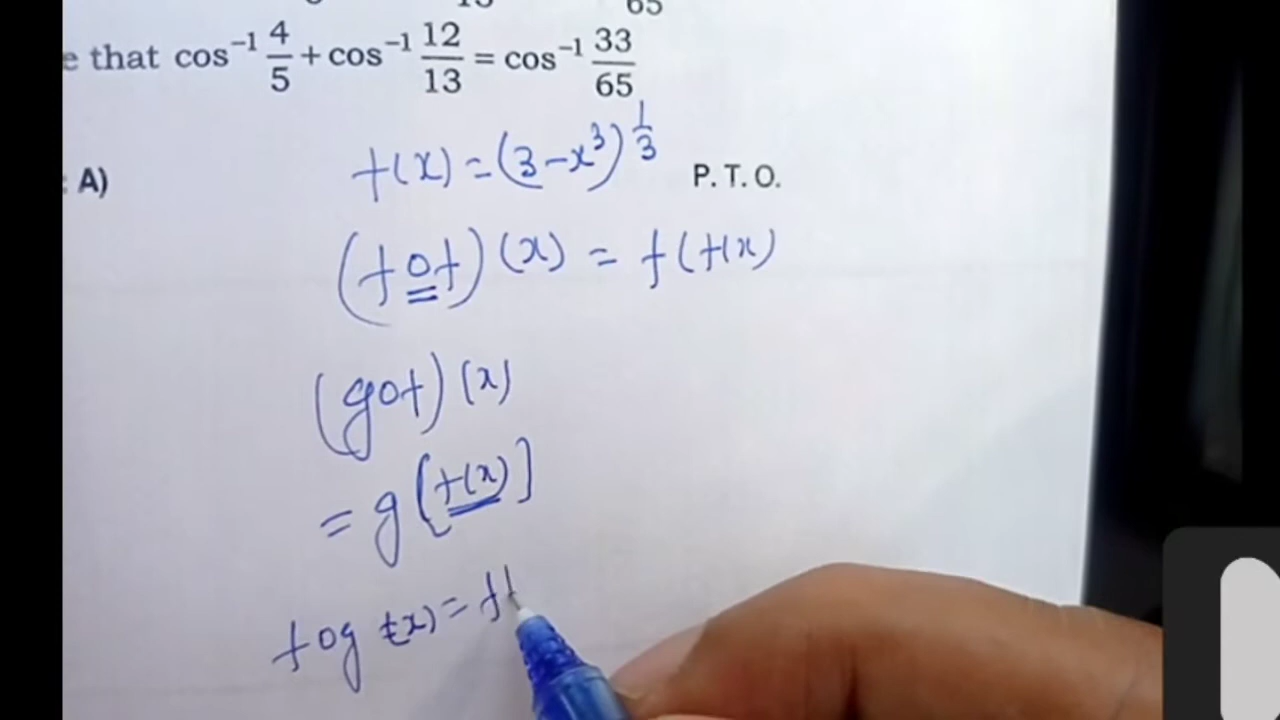 65
e that cos⁻¹ 4/5 + cos⁻¹ 12/13 = cos⁻¹ 33/65
f(x) = (3-x³)^1/3
: A) P. T. O.
(fof)(x) = f(f(x)
(gof)(x)
= g[f(x)]
fog (x) = f